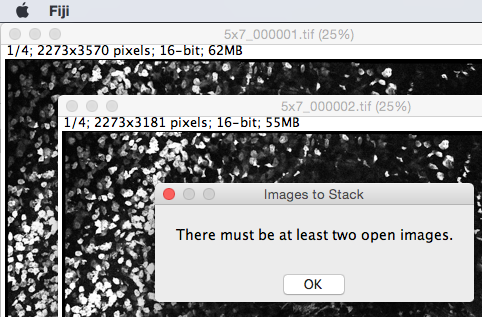 Fiji
5x7_000001.tif (25%)
1/4; 2273x3570 pixels; 16-bit; 62MB
5x7_000002.tif (25%)
1/4; 2273x3181 pixels; 16-bit; 55MB
Images to Stack
There must be at least two open images.
OK